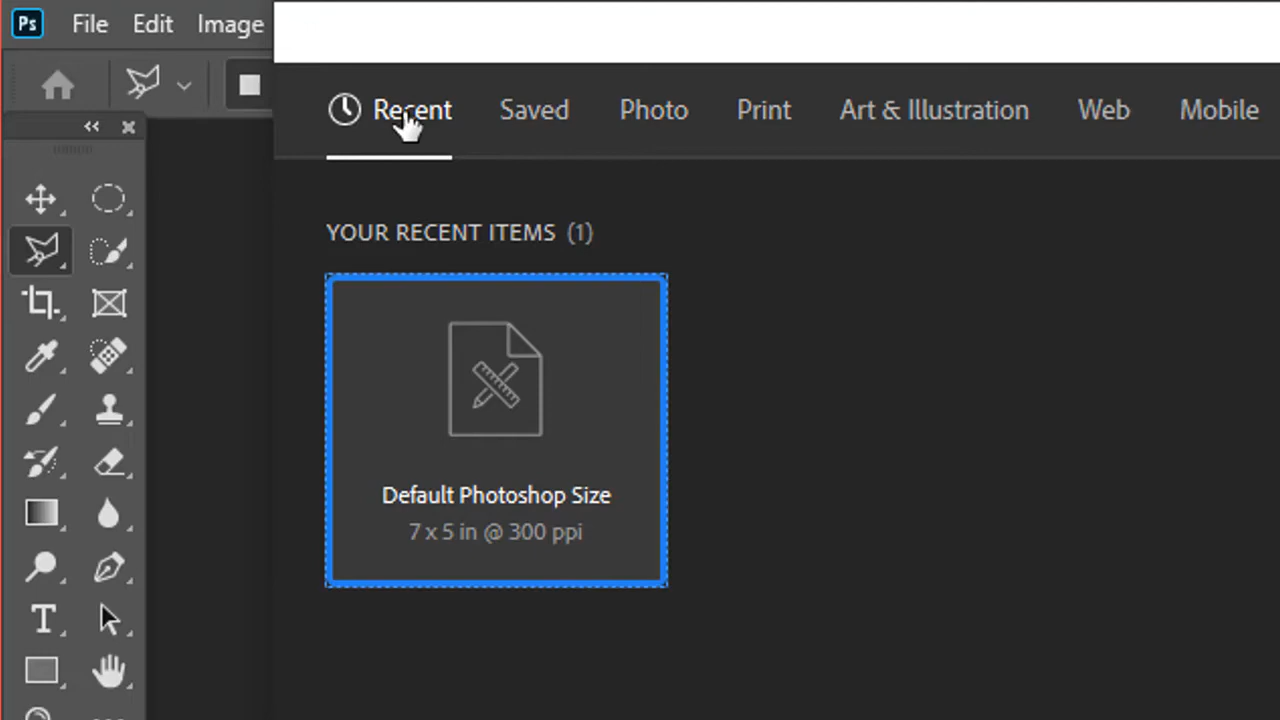 Ps File Edit Image
Recent Saved Photo Print Art & Illustration Web Mobile
YOUR RECENT ITEMS (1)
Default Photoshop Size
7 x 5 in @ 300 ppi
T